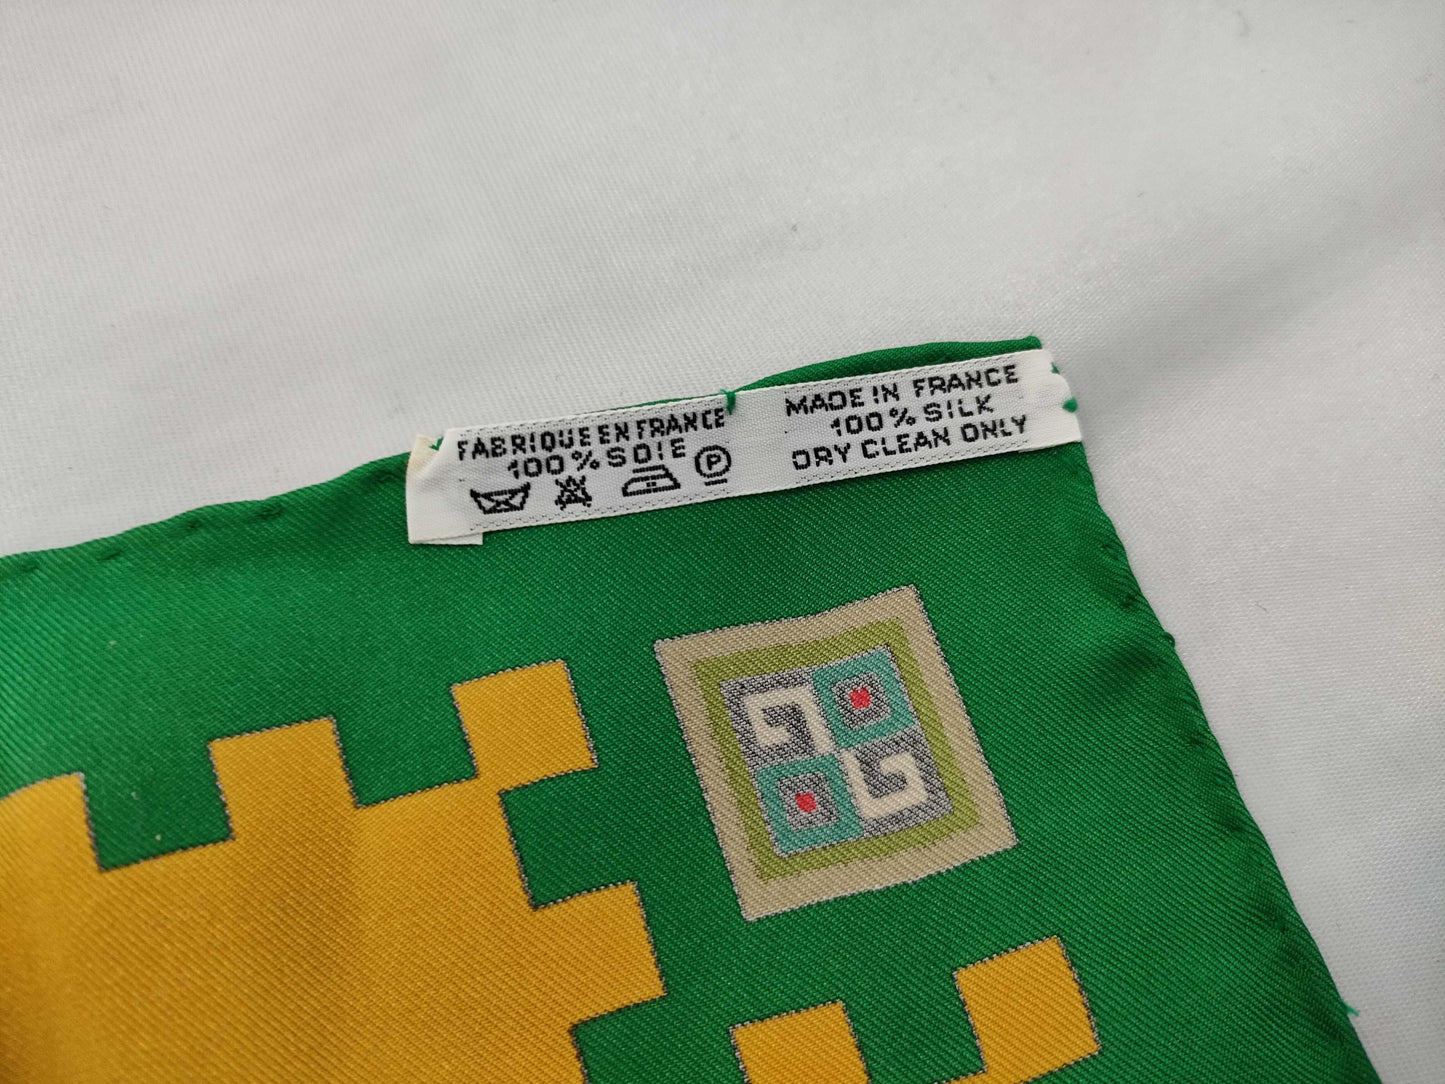 FABRIQUE EN FRANCE
100% SOIE
P
MADE IN FRANCE
100% SILK
DRY CLEAN ONLY